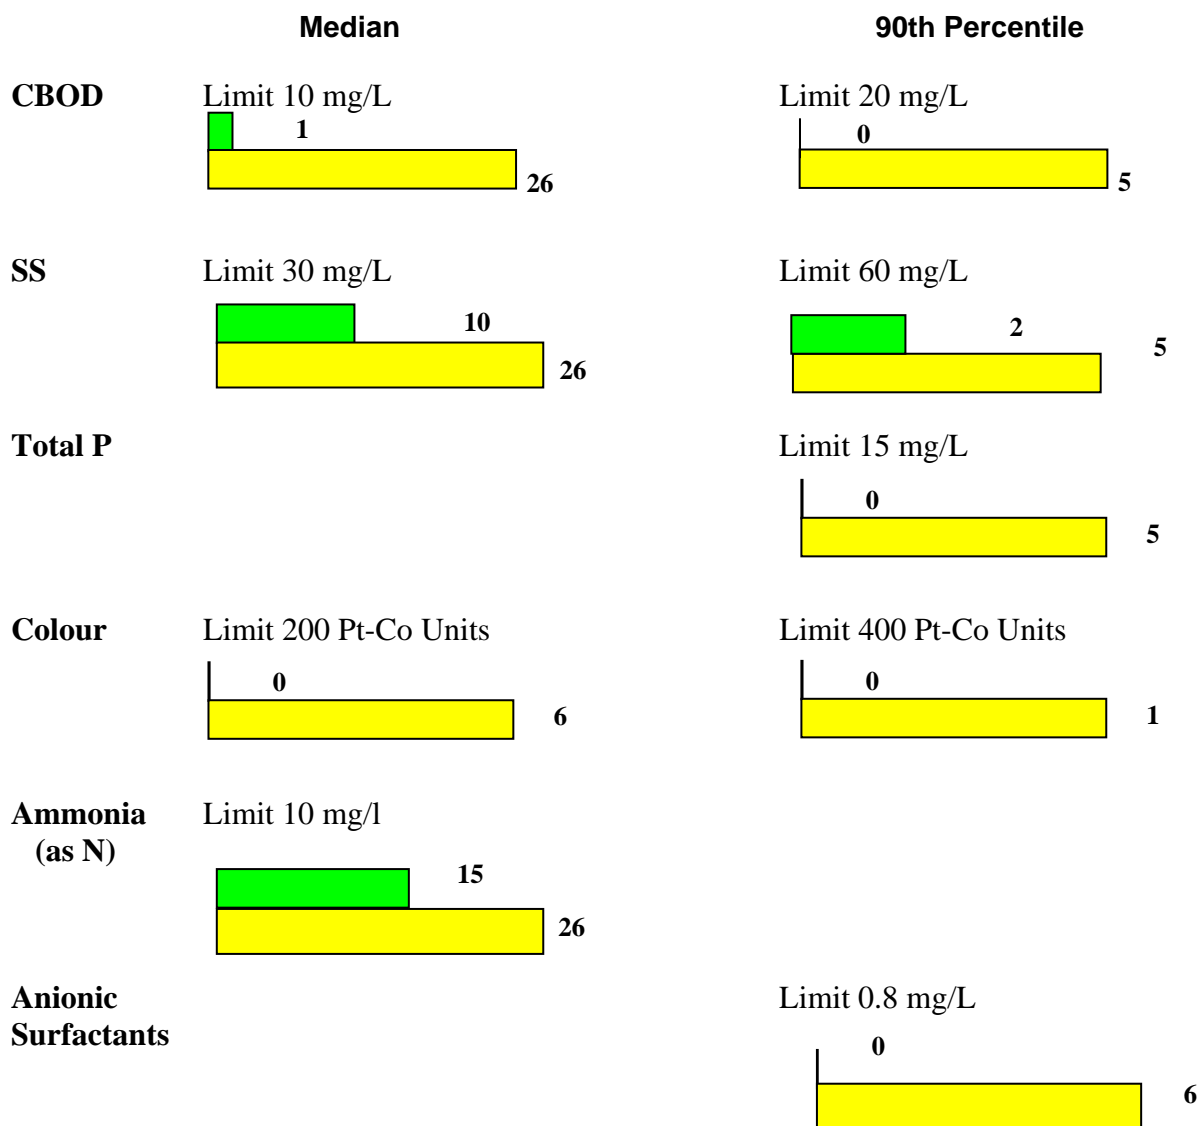 Median 90th Percentile
CBOD Limit 10 mg/L Limit 20 mg/L
1 0
26 5
SS Limit 30 mg/L Limit 60 mg/L
10 2
26 5
Total P Limit 15 mg/L
0
5
Colour Limit 200 Pt-Co Units Limit 400 Pt-Co Units
0 0
6 1
Ammonia Limit 10 mg/l
(as N)
15
26
Anionic Limit 0.8 mg/L
Surfactants
0
6